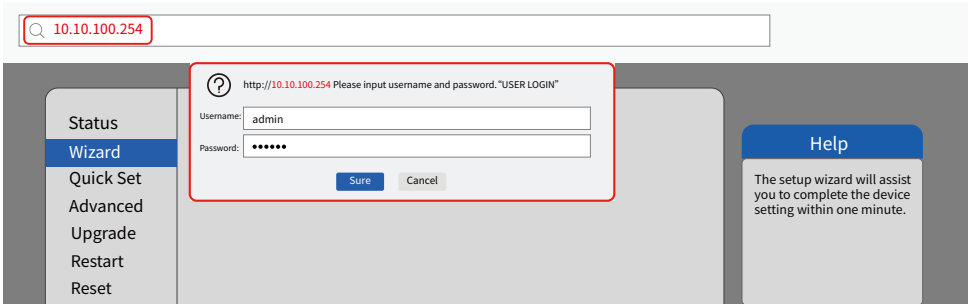 10.10.100.254
http://10.10.100.254 Please input username and password. “USER LOGIN”
Username: admin
Password: ••••••
Sure Cancel
Status
Wizard
Quick Set
Advanced
Upgrade
Restart
Reset
Help
The setup wizard will assist
you to complete the device
setting within one minute.